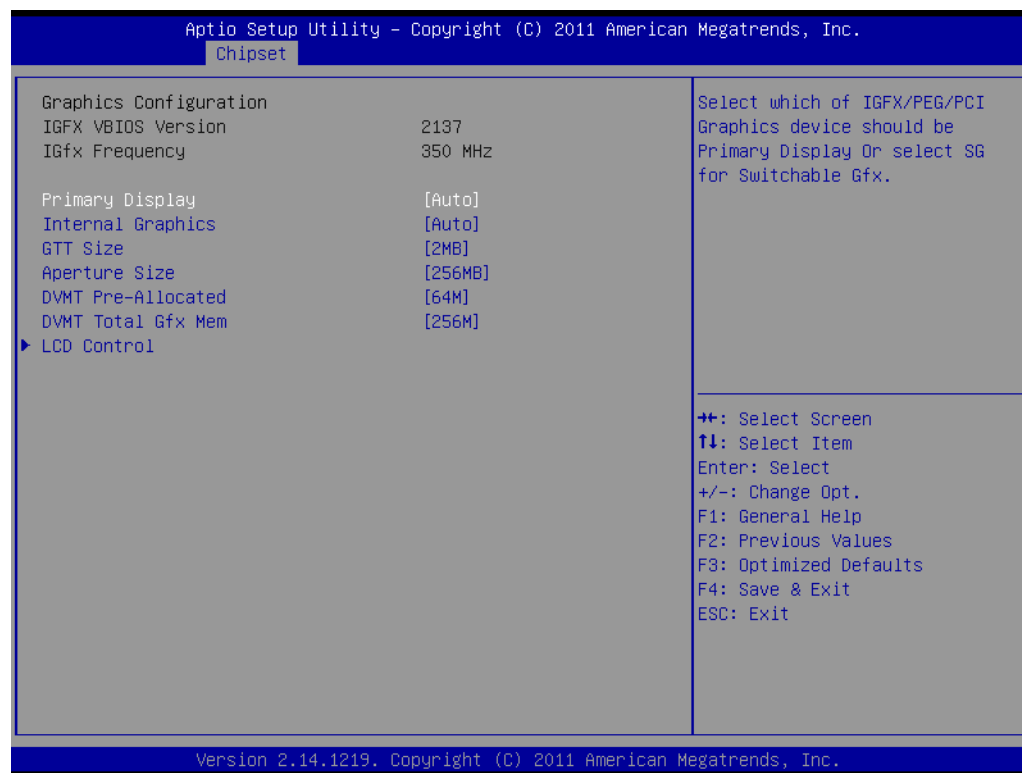 Aptio Setup Utility – Copyright (C) 2011 American Megatrends, Inc.
Chipset
Graphics Configuration
IGFX VBIOS Version 2137
IGfx Frequency 350 MHz
Primary Display [Auto]
Internal Graphics [Auto]
GTT Size [2MB]
Aperture Size [256MB]
DVMT Pre-Allocated [64M]
DVMT Total Gfx Mem [256M]
LCD Control
Select which of IGFX/PEG/PCI
Graphics device should be
Primary Display Or select SG
for Switchable Gfx.
→←: Select Screen
↑↓: Select Item
Enter: Select
+/-: Change Opt.
F1: General Help
F2: Previous Values
F3: Optimized Defaults
F4: Save & Exit
ESC: Exit
Version 2.14.1219. Copyright (C) 2011 American Megatrends, Inc.